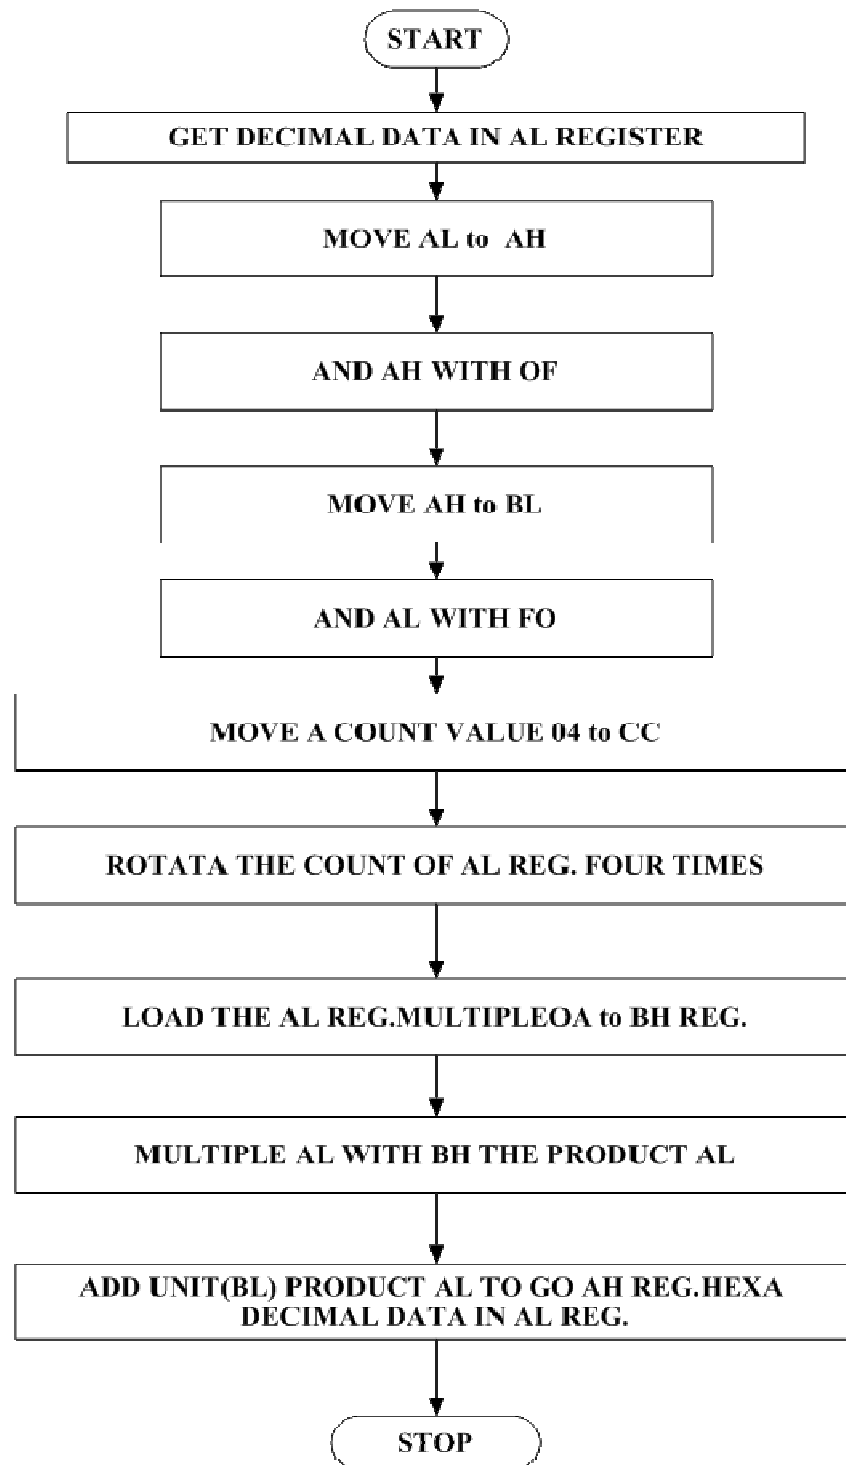 START
GET DECIMAL DATA IN AL REGISTER
MOVE AL to AH
AND AH WITH OF
MOVE AH to BL
AND AL WITH FO
MOVE A COUNT VALUE 04 to CC
ROTATA THE COUNT OF AL REG. FOUR TIMES
LOAD THE AL REG.MULTIPLEOA to BH REG.
MULTIPLE AL WITH BH THE PRODUCT AL
ADD UNIT(BL) PRODUCT AL TO GO AH REG.HEXA
DECIMAL DATA IN AL REG.
STOP